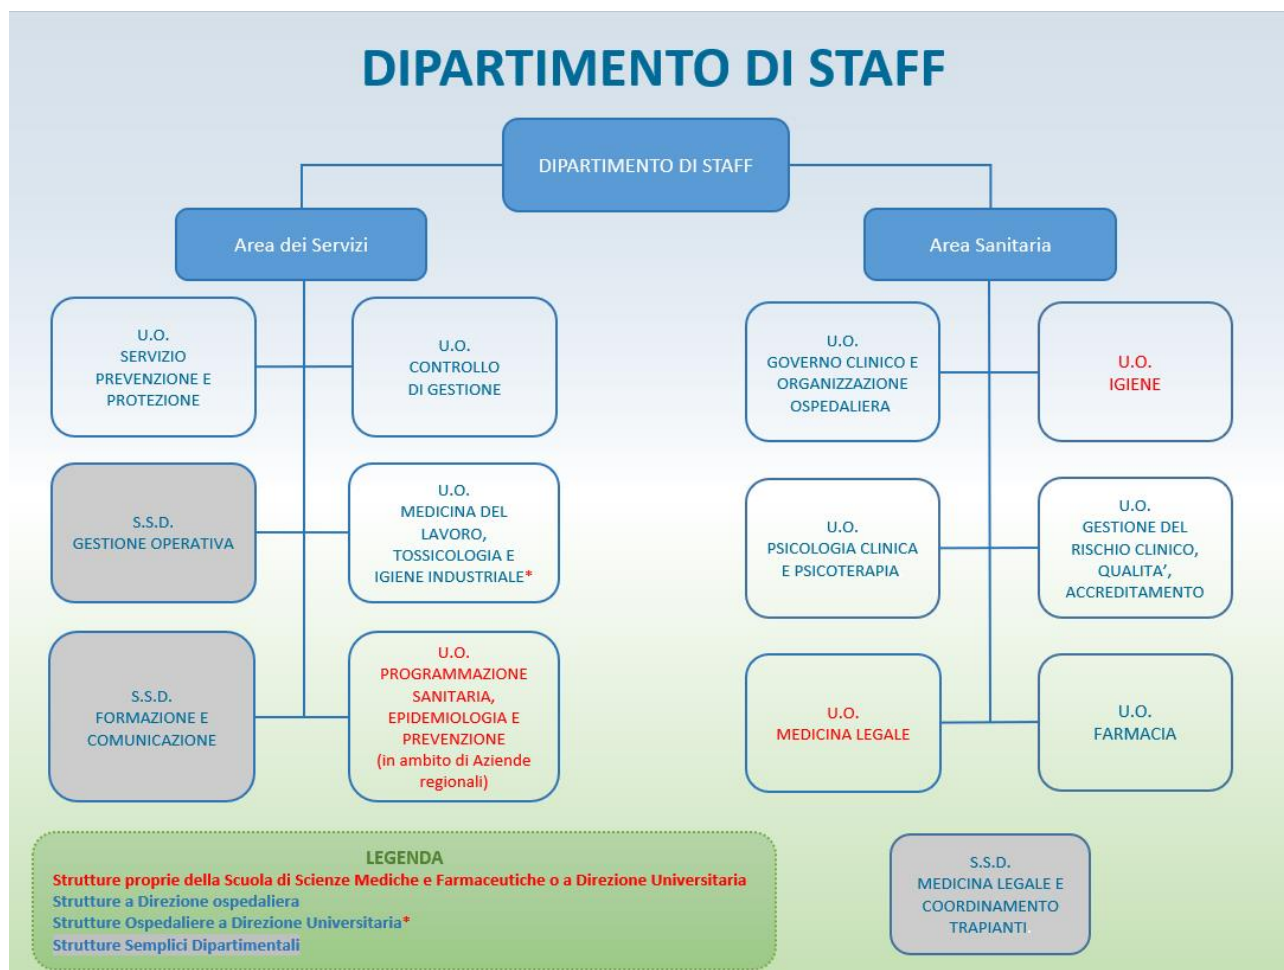 DIPARTIMENTO DI STAFF
DIPARTIMENTO DI STAFF
Area dei Servizi
Area Sanitaria
U.O.
SERVIZIO
PREVENZIONE E
PROTEZIONE
U.O.
CONTROLLO
DI GESTIONE
U.O.
GOVERNO CLINICO E
ORGANIZZAZIONE
OSPEDALIERA
U.O.
IGIENE
S.S.D.
GESTIONE OPERATIVA
U.O.
MEDICINA DEL
LAVORO,
TOSSICOLOGIA E
IGIENE INDUSTRIALE*
U.O.
PSICOLOGIA CLINICA
E PSICOTERAPIA
U.O.
GESTIONE DEL
RISCHIO CLINICO,
QUALITA’,
ACCREDITAMENTO
S.S.D.
FORMAZIONE E
COMUNICAZIONE
U.O.
PROGRAMMAZIONE
SANITARIA,
EPIDEMIOLOGIA E
PREVENZIONE
(in ambito di Aziende
regionali)
U.O.
MEDICINA LEGALE
U.O.
FARMACIA
LEGENDA
Strutture proprie della Scuola di Scienze Mediche e Farmaceutiche o a Direzione Universitaria
Strutture a Direzione ospedaliera
Strutture Ospedaliere a Direzione Universitaria*
Strutture Semplici Dipartimentali
S.S.D.
MEDICINA LEGALE E
COORDINAMENTO
TRAPIANTI.